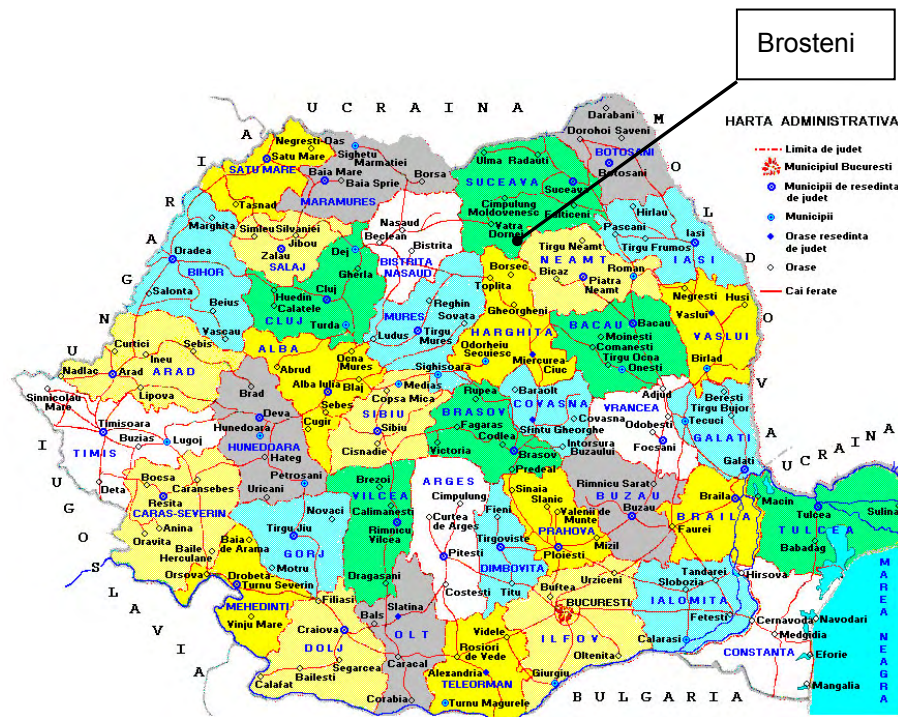 Brosteni
U C R A I N A
M O L D O V A
U N G A R I A
I U G O S L A V I A
B U L G A R I A
U C R A I N A
MAREA NEAGRA
HARTA ADMINISTRATIVA
Limita de judet
Municipiul Bucuresti
Municipii de resedinta
de judet
Municipii
Orase resedinta
de judet
Orase
Cai ferate
Darabani
Dorohoi Saveni
BOTOSANI
Botosani
Negresti-Oas
Satu Mare
SATU MARE
Tasnad
Sighetu
Marmatiei
Borsa
Baia Mare
Baia Sprie
MARAMURES
Ulma Radauti
SUCEAVA
Suceava
Cimpulung
Moldovenesc
Falticeni
Vatra
Dornei
Hirlau
Pascani
Iasi
Tirgu Frumos
IASI
Marghita
Oradea
BIHOR
Salonta
Beius
Vascau
Simleu Silvaniei
Jibou
Zalau
SALAJ
Nasaud
Beclean
Bistrita
BISTRITA
NASAUD
Dej
Gherla
Cluj
Huedin
Calatele
CLUJ
Turda
Tirgu Neamt
NEAMT
Bicaz
Roman
Piatra
Neamt
Borsec
Toplita
Gheorgheni
HARGHITA
Odorheiu
Secuiesc
Miercurea
Ciuc
Reghin
MURES
Sovata
Ludus
Tirgu
Mures
Sighisoara
BACAU
Bacau
Moinesti
Comanesti
Tirgu Ocna
Onesti
Negresti
Husi
Vaslui
VASLUI
Birlad
Curtici
Sebis
Ineu
Nadlac
Arad
ARAD
Lipova
ALBA
Abrud
Ocna
Mures
Alba Iulia
Blaj
Sebes
Cugir
Medias
Copsa Mica
SIBIU
Sibiu
Cisnadie
Sinnicolău
Mare
Timisoara
Buzias
Lugoj
TIMIS
Deta
Brad
Deva
Hunedoara
HUNEDOARA
Hateg
Petrosani
Uricani
Rupea
BRASOV
Fagaras
Codlea
Victoria
Brasov
Predeal
Baraolt
COVASNA
Covasna
Sfintu Gheorghe
Intorsura
Buzaului
Adjud
VRANCEA
Odobesti
Focsani
Beresti
Tirgu Bujor
Tecuci
GALATI
Galati
Bocsa
Caransebes
Resita
CARAS-SEVERIN
Anina
Oravita
Baile
Herculane
Orsova
Novaci
Tirgu Jiu
Baia
de Arama
GORJ
Motru
Brezoi
VILCEA
Calimanesti
Rimnicu
Vilcea
Dragasani
ARGES
Cimpulung
Curtea
de Arges
Pitesti
Costesti
Fieni
Tirgoviste
DIMBOVITA
Titu
Sinaia
Slanic
Valenii de
Munte
PRAHOVA
Ploiesti
Mizil
Rimnicu Sarat
BUZAU
Buzau
Braila
BRAILA
Faurei
Macin
Tulcea
Sulina
TULCEA
Babadag
Drobeta
Turnu Severin
MEHEDINTI
Vinju Mare
Filiasi
Craiova
DOLJ
Segarcea
Bailesti
Calafat
Slatina
Bals
OLT
Caracal
Corabia
Videle
Rosiori
de Vede
Alexandria
TELEORMAN
Turnu Magurele
Buftea
Urziceni
BUCURESTI
ILFOV
Oltenita
Giurgiu
Tandarei
Slobozia
IALOMITA
Fetesti
Calarasi
Hirsova
Cernavoda
Navodari
Medgidia
CONSTANTA
Eforie
Mangalia